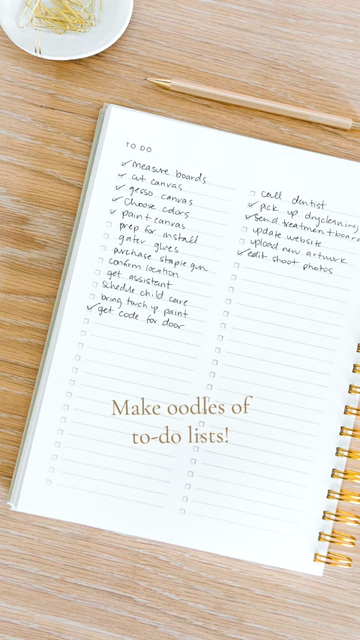 TO DO
measure boards
cut canvas
gesso canvas
choose colors
paint canvas
prep for install
gater gives
purchase staple gun
confirm location
get assistant
schedule child care
bring touch up paint
get code for door
call dentist
pick up drycleaning
send treatment board
update website
upload new artwork
edit shoot photos
Make oodles of
to-do lists!